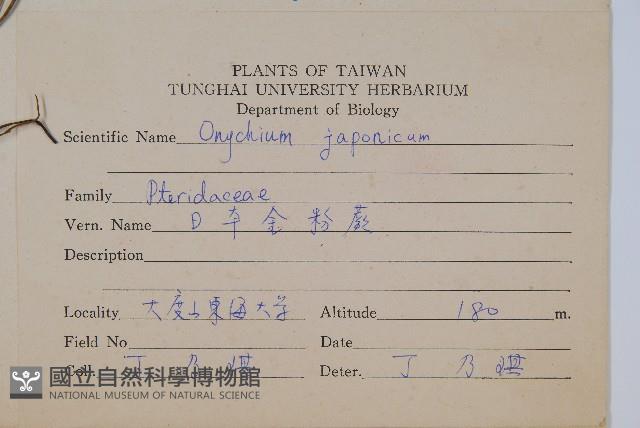 PLANTS OF TAIWAN
TUNGHAI UNIVERSITY HERBARIUM
Department of Biology
Scientific Name Onychium japonicum
Family Pteridaceae
Vern. Name 日本金粉蕨
Description
Locality 大度山東海大学 Altitude 180 m.
Field No Date
Coll. 丁乃 Deter. 丁乃
國立自然科學博物館
NATIONAL MUSEUM OF NATURAL SCIENCE